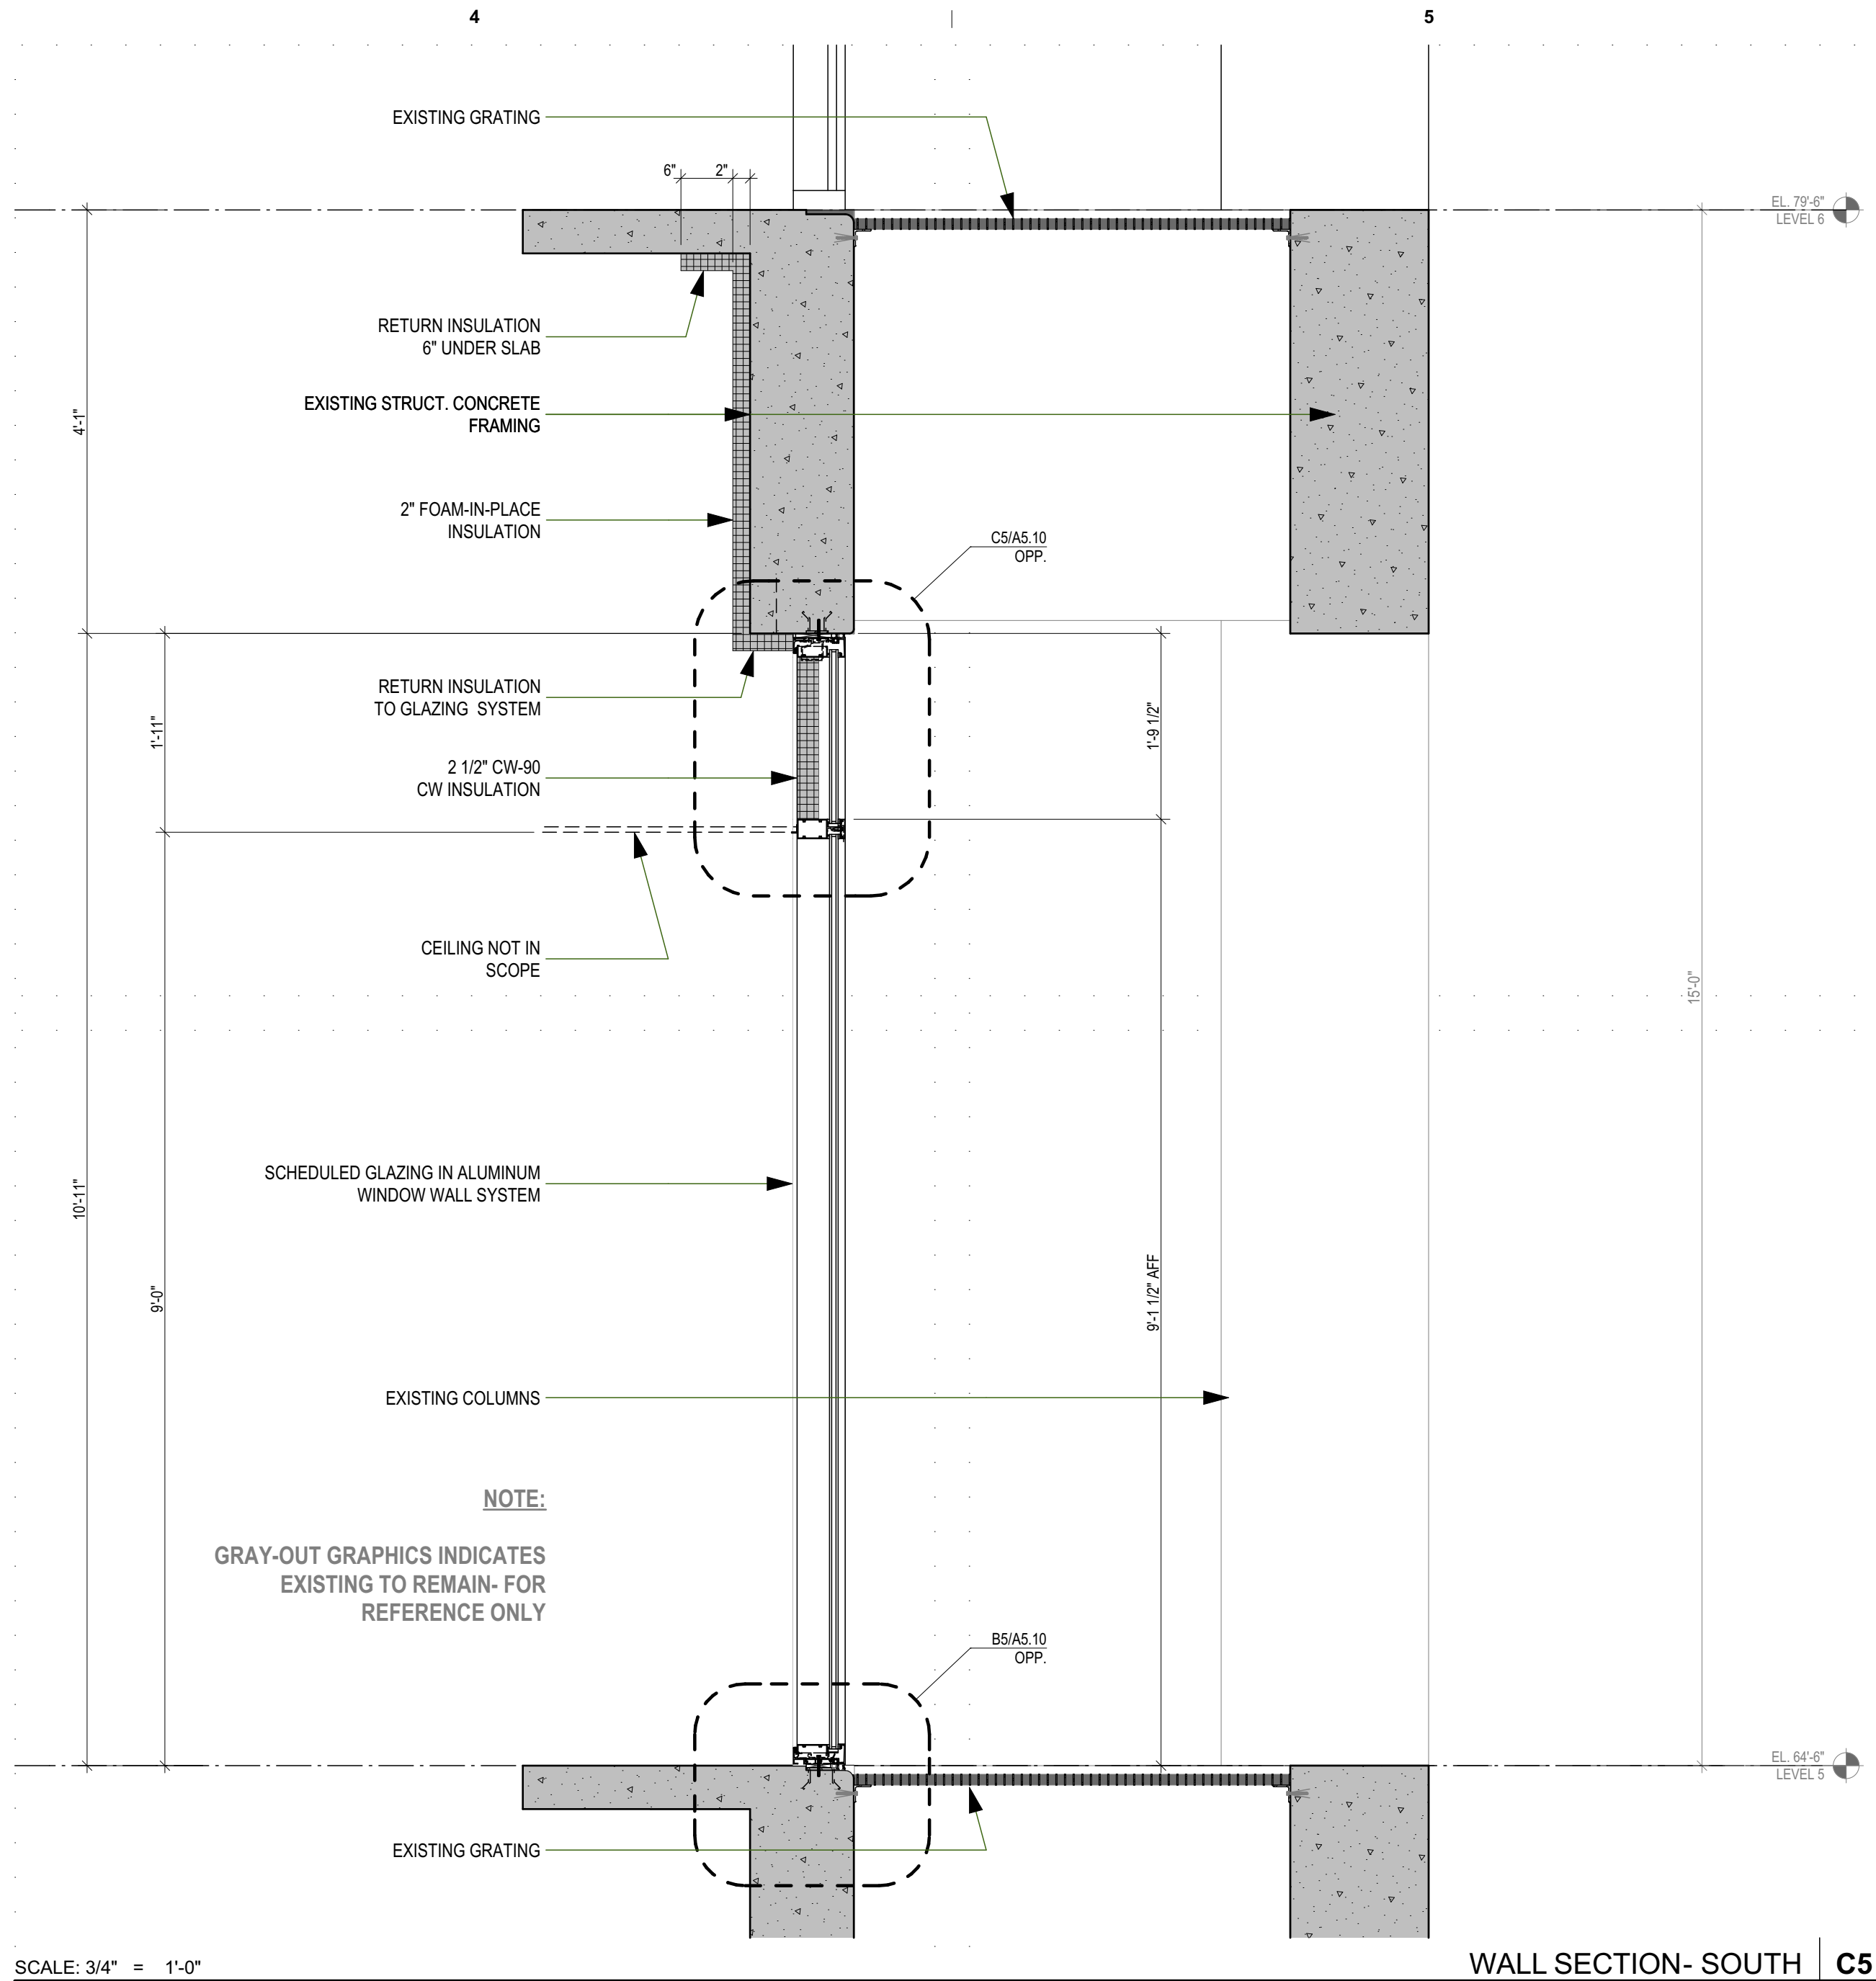 4
5
EXISTING GRATING
6"
2"
EL. 79'-6"
LEVEL 6
RETURN INSULATION
6" UNDER SLAB
EXISTING STRUCT. CONCRETE
FRAMING
4'-1"
2" FOAM-IN-PLACE
INSULATION
C5/A5.10
OPP.
RETURN INSULATION
TO GLAZING SYSTEM
1'-11"
1'-9 1/2"
2 1/2" CW-90
CW INSULATION
CEILING NOT IN
SCOPE
15'-0"
SCHEDULED GLAZING IN ALUMINUM
WINDOW WALL SYSTEM
10'-11"
9'-0"
9'-1 1/2" AFF
EXISTING COLUMNS
NOTE:
GRAY-OUT GRAPHICS INDICATES
EXISTING TO REMAIN- FOR
REFERENCE ONLY
B5/A5.10
OPP.
EL. 64'-6"
LEVEL 5
EXISTING GRATING
SCALE: 3/4" = 1'-0"
WALL SECTION- SOUTH
C5